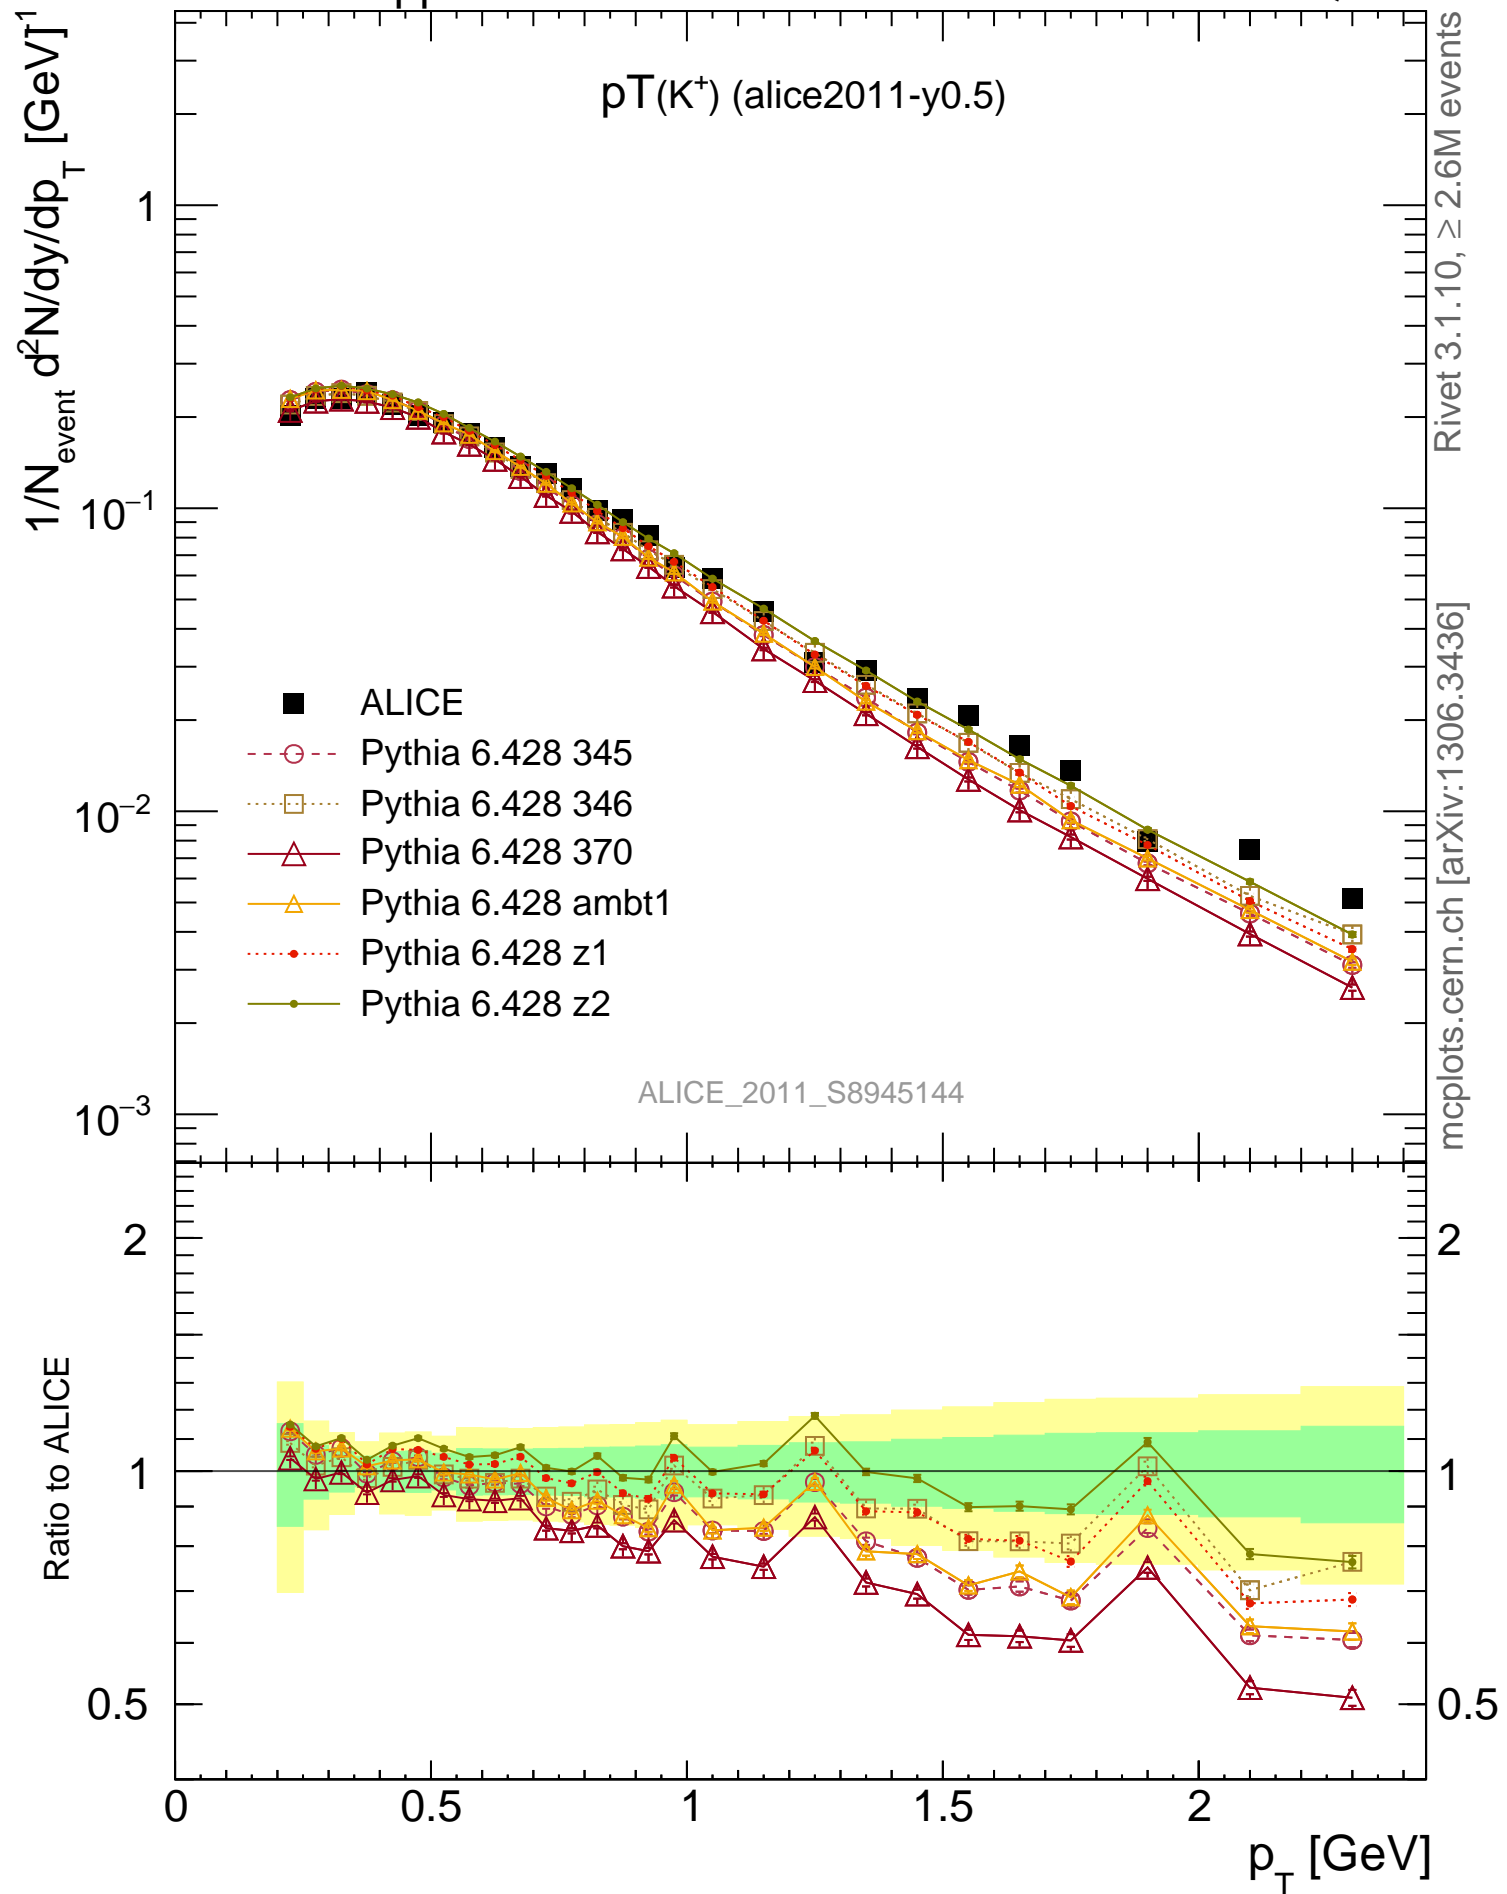 pp
pT(K⁺) (alice2011-y0.5)
1/N_event d²N/dy/dp_T [GeV]⁻¹
1
10⁻¹
10⁻²
10⁻³
ALICE
Pythia 6.428 345
Pythia 6.428 346
Pythia 6.428 370
Pythia 6.428 ambt1
Pythia 6.428 z1
Pythia 6.428 z2
ALICE_2011_S8945144
Rivet 3.1.10, ≥ 2.6M events
mcplots.cern.ch [arXiv:1306.3436]
Ratio to ALICE
2
1
0.5
2
1
0.5
0
0.5
1
1.5
2
p_T [GeV]